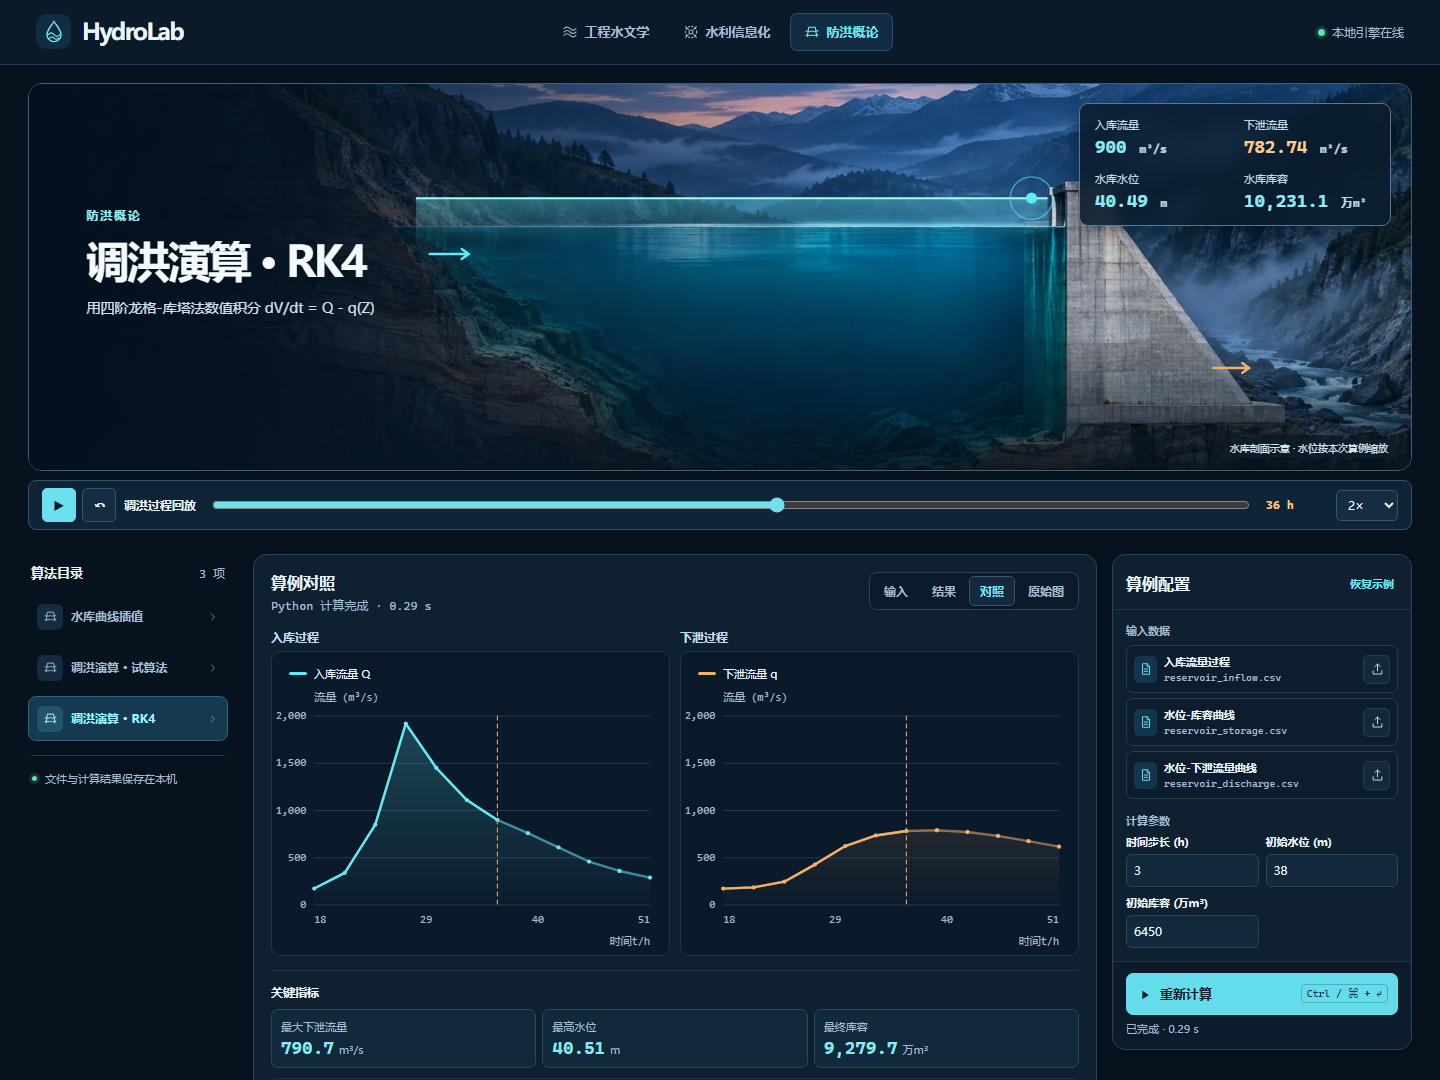 HydroLab
工程水文学
水利信息化
防洪概论
本地引擎在线
入库流量
900 m³/s
下泄流量
782.74 m³/s
水库水位
40.49 m
水库库容
10,231.1 万m³
防洪概论
调洪演算 • RK4
用四阶龙格-库塔法数值积分 dV/dt = Q - q(Z)
水库剖面示意 · 水位按本次算例缩放
调洪过程回放
36 h
2×
算法目录
3 项
水库曲线插值
调洪演算 • 试算法
调洪演算 • RK4
文件与计算结果保存在本机
算例对照
Python 计算完成 · 0.29 s
输入
结果
对照
原始图
入库过程
入库流量 Q
流量 (m³/s)
2,000
1,500
1,000
500
0
18
29
40
51
时间t/h
下泄过程
下泄流量 q
流量 (m³/s)
2,000
1,500
1,000
500
0
18
29
40
51
时间t/h
关键指标
最大下泄流量
790.7 m³/s
最高水位
40.51 m
最终库容
9,279.7 万m³
算例配置
恢复示例
输入数据
入库流量过程
reservoir_inflow.csv
水位-库容曲线
reservoir_storage.csv
水位-下泄流量曲线
reservoir_discharge.csv
计算参数
时间步长 (h)
初始水位 (m)
3
38
初始库容 (万m³)
6450
重新计算
Ctrl / ⌘ + ⏎
已完成 · 0.29 s